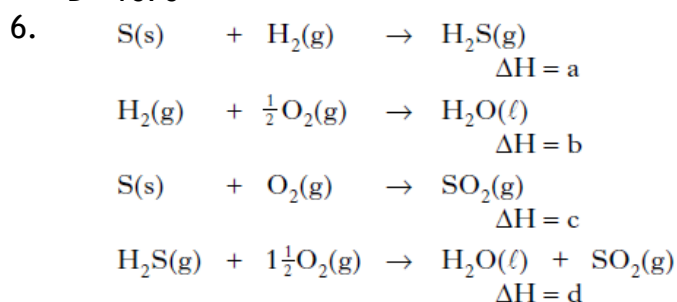 6. S(s) + H₂(g) → H₂S(g)
ΔH = a
H₂(g) + ½O₂(g) → H₂O(ℓ)
ΔH = b
S(s) + O₂(g) → SO₂(g)
ΔH = c
H₂S(g) + 1½O₂(g) → H₂O(ℓ) + SO₂(g)
ΔH = d